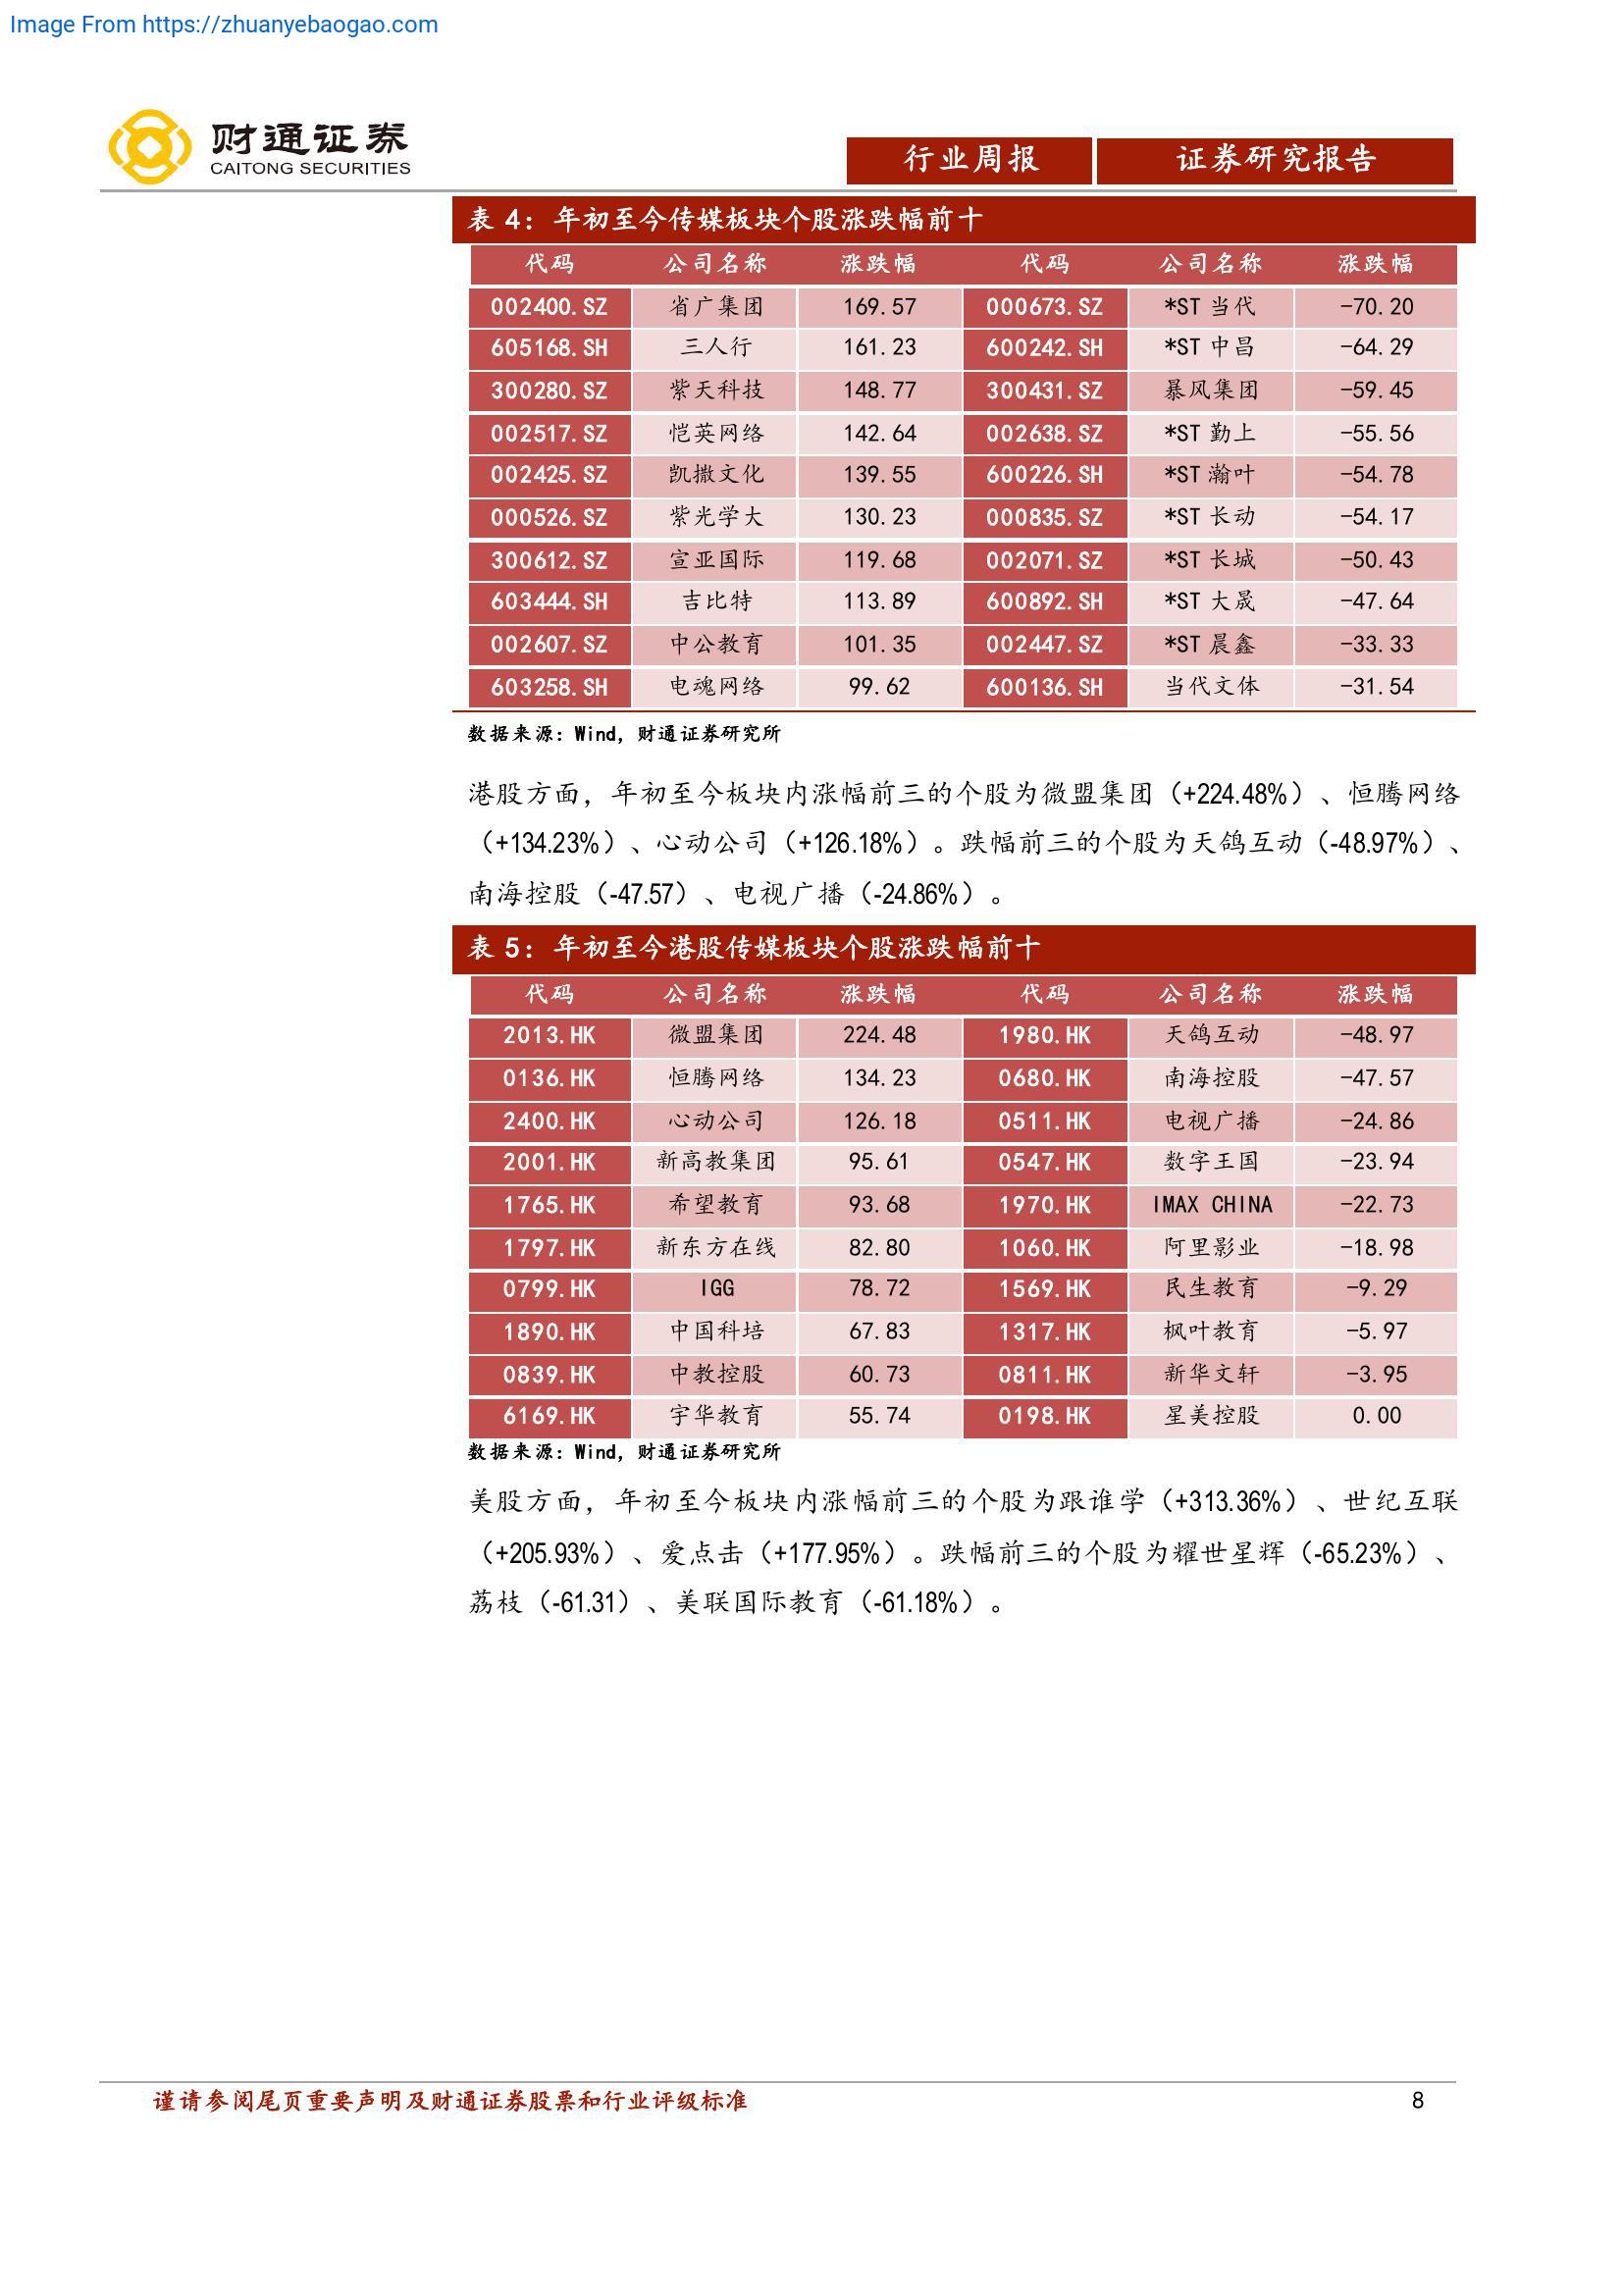 Image From https://zhuanyebaogao.com
财通证券
CAITONG SECURITIES
行业周报 证券研究报告
表 4：年初至今传媒板块个股涨跌幅前十
代码 公司名称 涨跌幅 代码 公司名称 涨跌幅
002400.SZ 省广集团 169.57 000673.SZ *ST 当代 -70.20
605168.SH 三人行 161.23 600242.SH *ST 中昌 -64.29
300280.SZ 紫天科技 148.77 300431.SZ 暴风集团 -59.45
002517.SZ 恺英网络 142.64 002638.SZ *ST 勤上 -55.56
002425.SZ 凯撒文化 139.55 600226.SH *ST 瀚叶 -54.78
000526.SZ 紫光学大 130.23 000835.SZ *ST 长动 -54.17
300612.SZ 宣亚国际 119.68 002071.SZ *ST 长城 -50.43
603444.SH 吉比特 113.89 600892.SH *ST 大晟 -47.64
002607.SZ 中公教育 101.35 002447.SZ *ST 晨鑫 -33.33
603258.SH 电魂网络 99.62 600136.SH 当代文体 -31.54
数据来源：Wind，财通证券研究所
港股方面，年初至今板块内涨幅前三的个股为微盟集团（+224.48%）、恒腾网络
（+134.23%）、心动公司（+126.18%）。跌幅前三的个股为天鸽互动（-48.97%）、
南海控股（-47.57）、电视广播（-24.86%）。
表 5：年初至今港股传媒板块个股涨跌幅前十
代码 公司名称 涨跌幅 代码 公司名称 涨跌幅
2013.HK 微盟集团 224.48 1980.HK 天鸽互动 -48.97
0136.HK 恒腾网络 134.23 0680.HK 南海控股 -47.57
2400.HK 心动公司 126.18 0511.HK 电视广播 -24.86
2001.HK 新高教集团 95.61 0547.HK 数字王国 -23.94
1765.HK 希望教育 93.68 1970.HK IMAX CHINA -22.73
1797.HK 新东方在线 82.80 1060.HK 阿里影业 -18.98
0799.HK IGG 78.72 1569.HK 民生教育 -9.29
1890.HK 中国科培 67.83 1317.HK 枫叶教育 -5.97
0839.HK 中教控股 60.73 0811.HK 新华文轩 -3.95
6169.HK 宇华教育 55.74 0198.HK 星美控股 0.00
数据来源：Wind，财通证券研究所
美股方面，年初至今板块内涨幅前三的个股为跟谁学（+313.36%）、世纪互联
（+205.93%）、爱点击（+177.95%）。跌幅前三的个股为耀世星辉（-65.23%）、
荔枝（-61.31）、美联国际教育（-61.18%）。
谨请参阅尾页重要声明及财通证券股票和行业评级标准 8